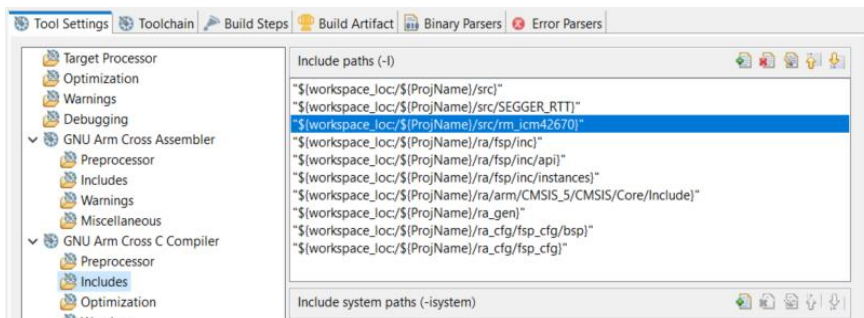 Tool Settings Toolchain Build Steps Build Artifact Binary Parsers Error Parsers
Target Processor
Optimization
Warnings
Debugging
GNU Arm Cross Assembler
Preprocessor
Includes
Warnings
Miscellaneous
GNU Arm Cross C Compiler
Preprocessor
Includes
Optimization
Include paths (-I)
"${workspace_loc:/${ProjName}/src}"
"${workspace_loc:/${ProjName}/src/SEGGER_RTT}"
"${workspace_loc:/${ProjName}/src/rm_icm42670}"
"${workspace_loc:/${ProjName}/ra/fsp/inc}"
"${workspace_loc:/${ProjName}/ra/fsp/inc/api}"
"${workspace_loc:/${ProjName}/ra/fsp/inc/instances}"
"${workspace_loc:/${ProjName}/ra/arm/CMSIS_5/CMSIS/Core/Include}"
"${workspace_loc:/${ProjName}/ra_gen}"
"${workspace_loc:/${ProjName}/ra_cfg/fsp_cfg/bsp}"
"${workspace_loc:/${ProjName}/ra_cfg/fsp_cfg}"
Include system paths (-isystem)